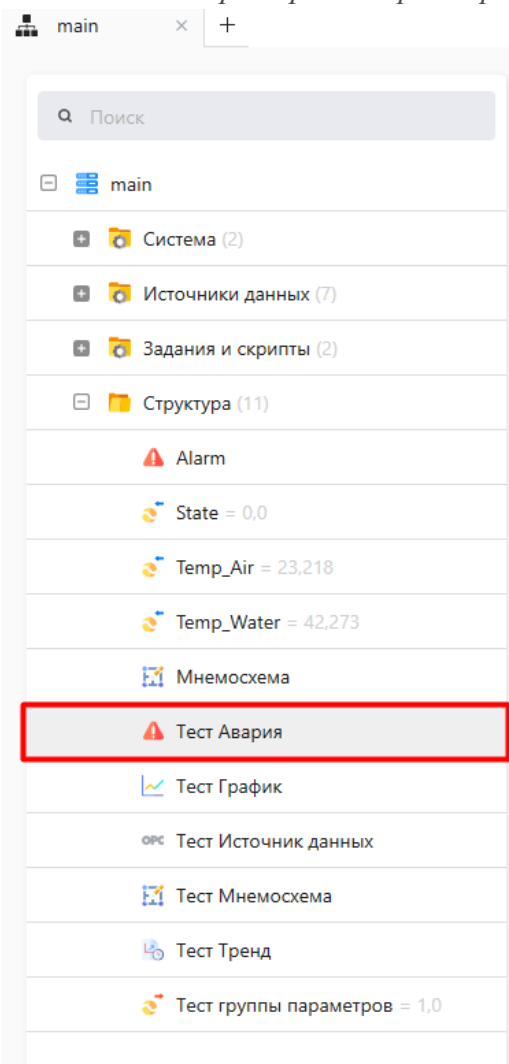 main × +
Поиск
main
Система (2)
Источники данных (7)
Задания и скрипты (2)
Структура (11)
Alarm
State = 0,0
Temp_Air = 23,218
Temp_Water = 42,273
Мнемосхема
Тест Авария
Тест График
OPC Тест Источник данных
Тест Мнемосхема
Тест Тренд
Тест группы параметров = 1,0